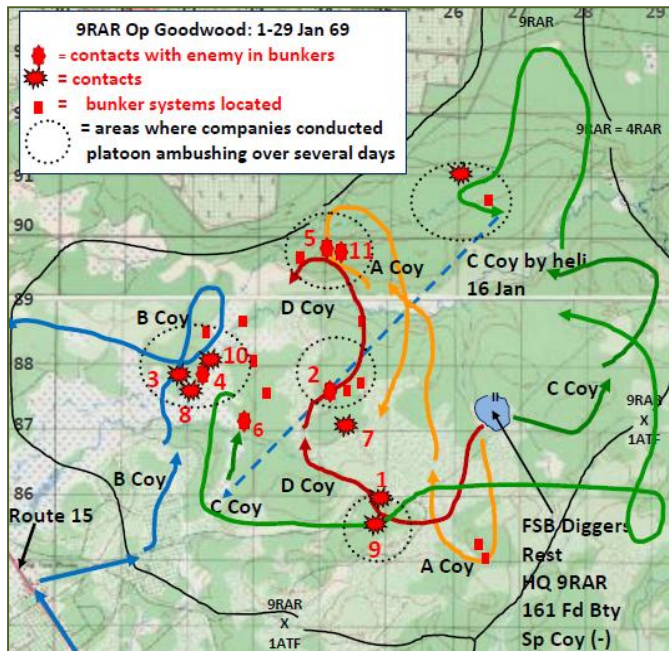 9RAR Op Goodwood: 1-29 Jan 69
= contacts with enemy in bunkers
= contacts
= bunker systems located
= areas where companies conducted
platoon ambushing over several days
26
9RAR
9RAR = 4RAR
91
90
5
11
A Coy
C Coy by heli
16 Jan
89
B Coy
D Coy
88
3
10
4
2
8
C Coy
87
6
7
9RAR
X
1ATF
B Coy
C Coy
D Coy
1
86
Route 15
9
A Coy
FSB Diggers
Rest
HQ 9RAR
161 Fd Bty
Sp Coy (-)
85
9RAR
X
1ATF